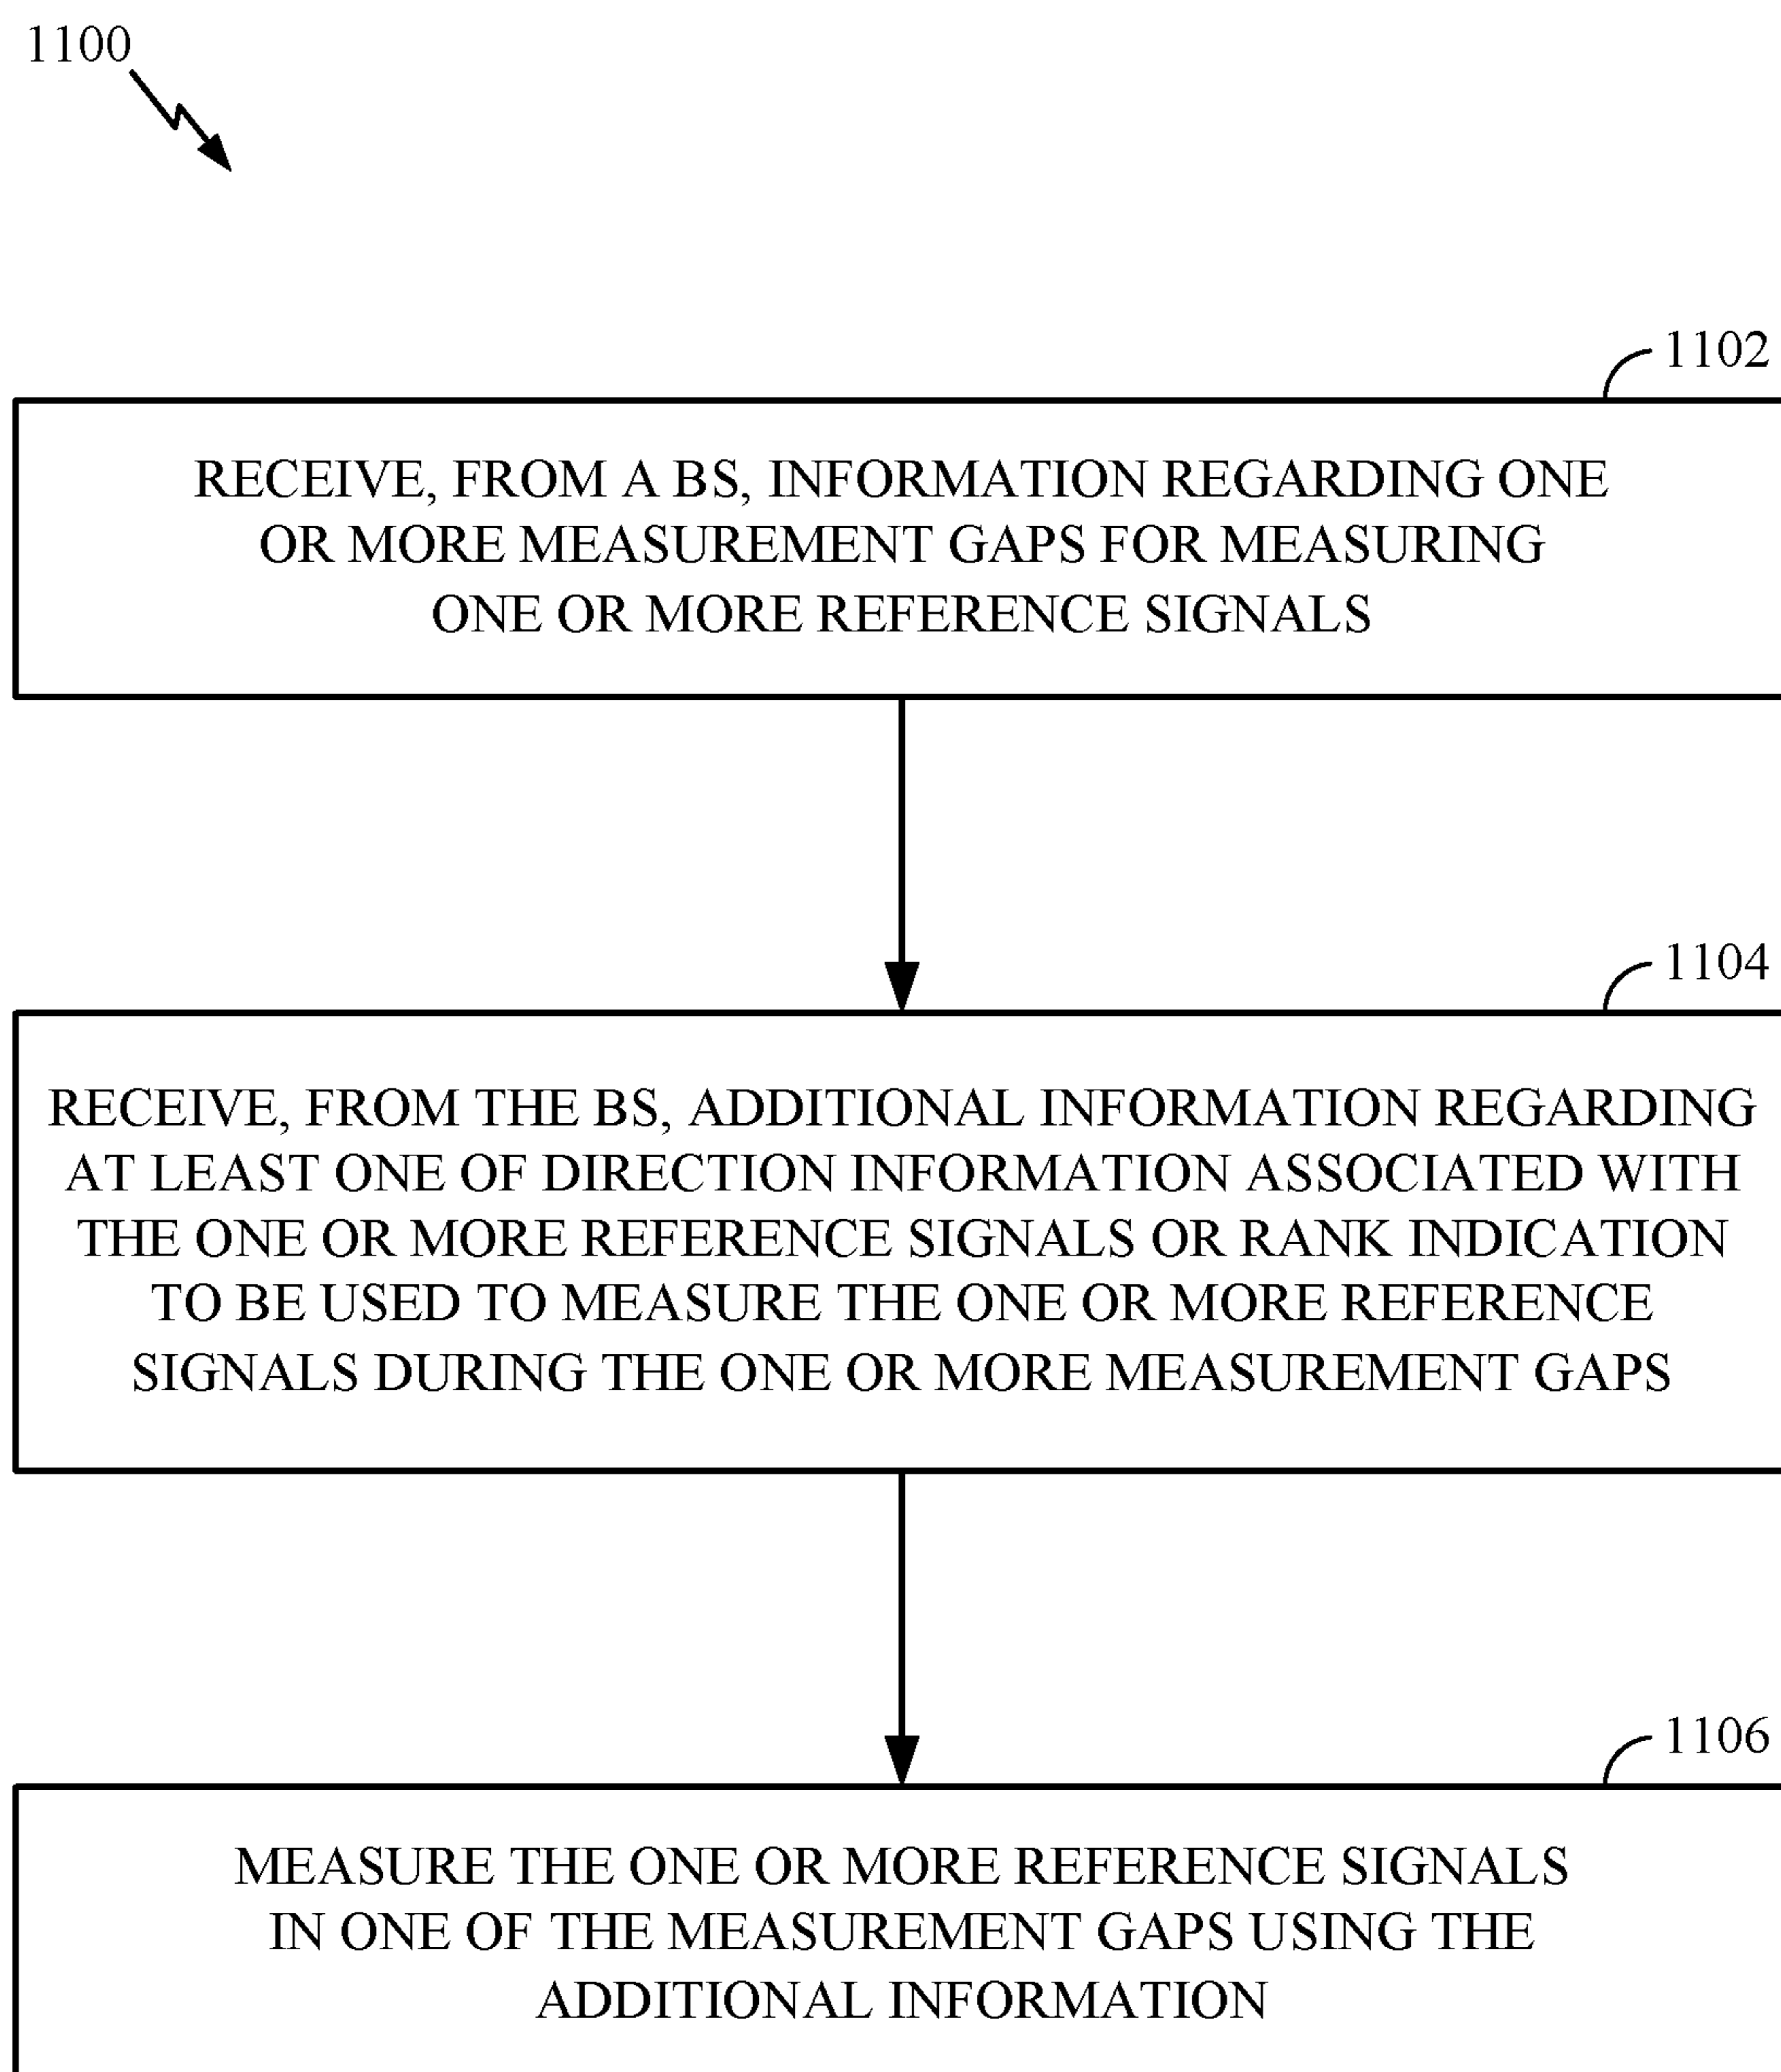 1100
1102
RECEIVE, FROM A BS, INFORMATION REGARDING ONE
OR MORE MEASUREMENT GAPS FOR MEASURING
ONE OR MORE REFERENCE SIGNALS
1104
RECEIVE, FROM THE BS, ADDITIONAL INFORMATION REGARDING
AT LEAST ONE OF DIRECTION INFORMATION ASSOCIATED WITH
THE ONE OR MORE REFERENCE SIGNALS OR RANK INDICATION
TO BE USED TO MEASURE THE ONE OR MORE REFERENCE
SIGNALS DURING THE ONE OR MORE MEASUREMENT GAPS
1106
MEASURE THE ONE OR MORE REFERENCE SIGNALS
IN ONE OF THE MEASUREMENT GAPS USING THE
ADDITIONAL INFORMATION